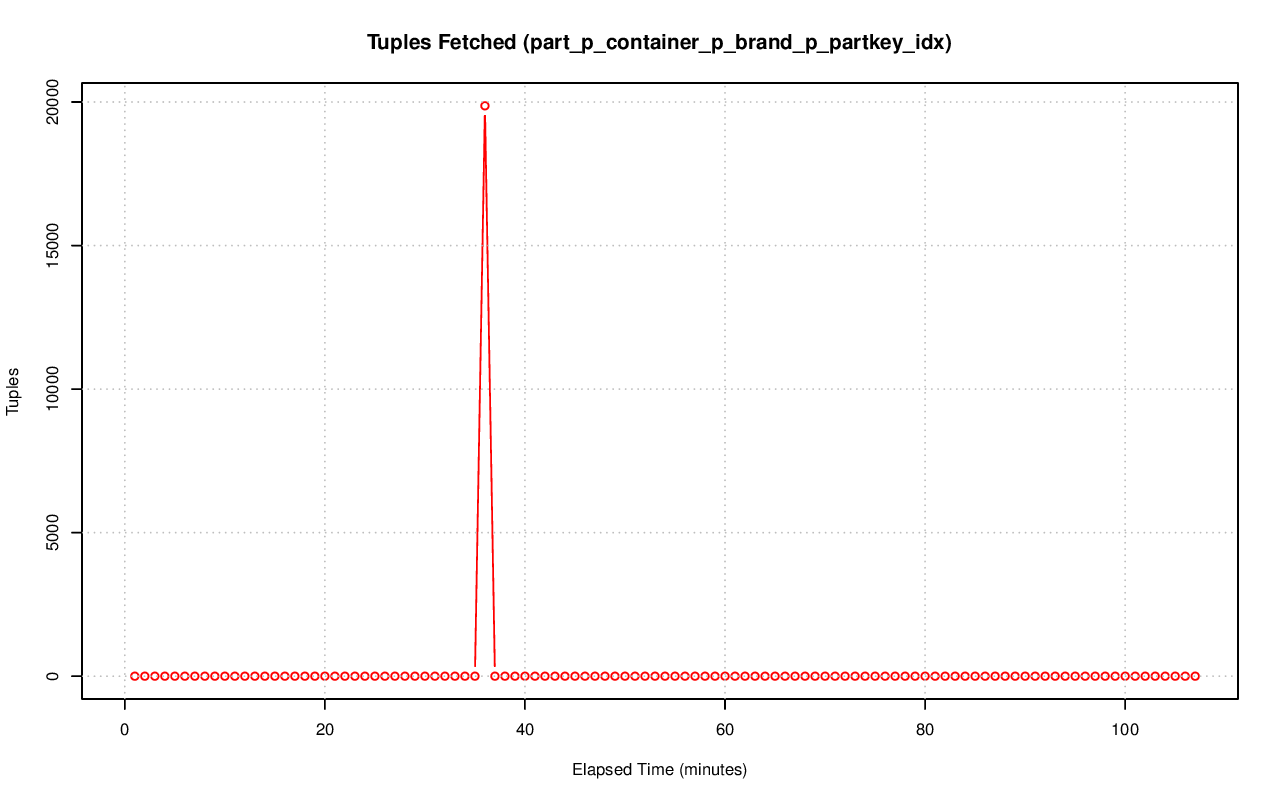 Tuples Fetched (part_p_container_p_brand_p_partkey_idx)
20000
15000
10000
5000
0
Tuples
0 20 40 60 80 100
Elapsed Time (minutes)